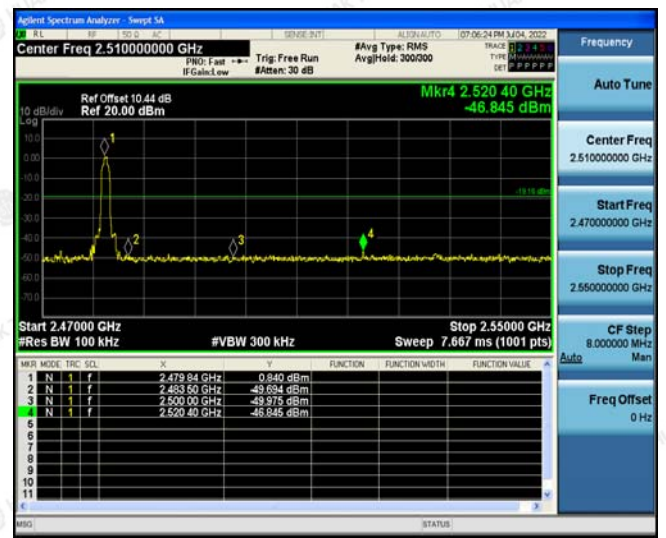 Agilent Spectrum Analyzer - Swept SA
RL RF 50 Ω AC SENSE:INT ALIGNAUTO 07:06:24 PM Jul 04, 2022
Center Freq 2.510000000 GHz
PNO: Fast Trig: Free Run #Avg Type: RMS TRACE 1 2 3 4 5 6
IFGain:Low #Atten: 30 dB Avg|Hold: 300/300 TYPE
DET P P P P P P
Frequency
Auto Tune
Center Freq
2.510000000 GHz
Start Freq
2.470000000 GHz
Stop Freq
2.550000000 GHz
CF Step
8.000000 MHz
Auto Man
Freq Offset
0 Hz
Mkr4 2.520 40 GHz
-46.845 dBm
Ref Offset 10.44 dB
10 dB/div Ref 20.00 dBm
Log
10.0
0.00
-10.0
-20.0
-30.0
-40.0
-50.0
-60.0
-70.0
1
2
3
4
-19.16 dBm
Start 2.47000 GHz Stop 2.55000 GHz
#Res BW 100 kHz #VBW 300 kHz Sweep 7.667 ms (1001 pts)
MKR MODE TRC SCL X Y FUNCTION FUNCTION WIDTH FUNCTION VALUE
1 N 1 f 2.479 84 GHz 0.840 dBm
2 N 1 f 2.483 50 GHz -49.694 dBm
3 N 1 f 2.500 00 GHz -49.975 dBm
4 N 1 f 2.520 40 GHz -46.845 dBm
5
6
7
8
9
10
11
MSG STATUS